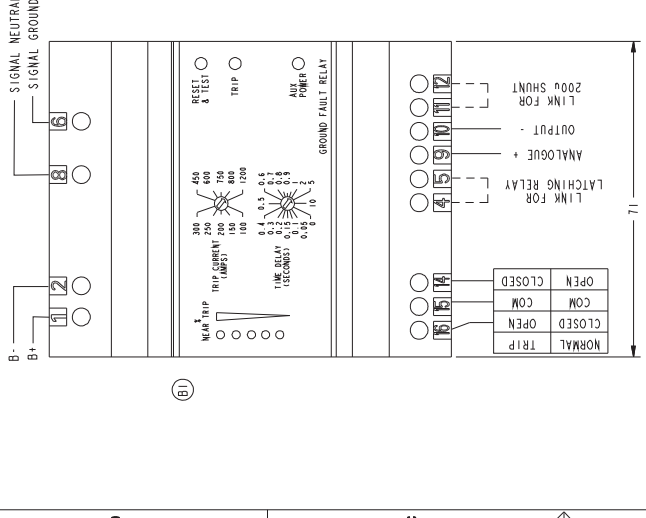 SIGNAL NEUTRAL
SIGNAL GROUND
B-
B+
1
2
8
6
RESET
& TEST
TRIP
AUX
POWER
GROUND FAULT RELAY
300 450
250 600
200 750
150 800
100 1200
TRIP CURRENT
(AMPS)
0.5
0.4 0.6
0.3 0.7
0.2 0.8
0.15 0.9
0.1 1
0.05 2
0 10 5
TIME DELAY
(SECONDS)
%
NEAR TRIP
B1
16
15
14
4
5
9
10
11
12
LINK FOR
200u SHUNT
OUTPUT -
ANALOGUE +
LINK FOR
LATCHING RELAY
NORMAL TRIP
CLOSED OPEN
COM COM
OPEN CLOSED
71